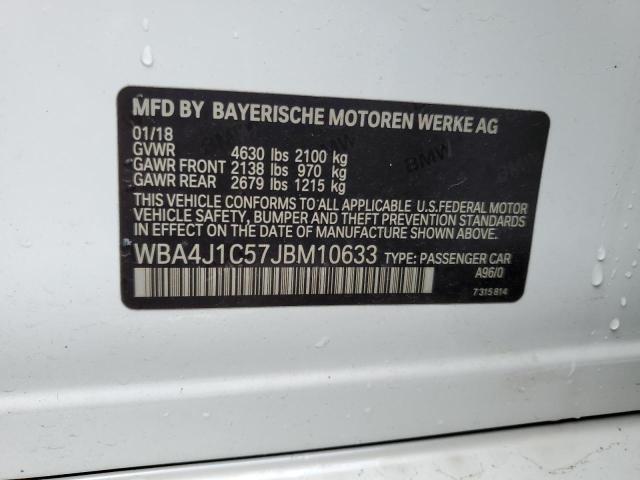 MFD BY BAYERISCHE MOTOREN WERKE AG
01/18
GVWR 4630 lbs 2100 kg
GAWR FRONT 2138 lbs 970 kg
GAWR REAR 2679 lbs 1215 kg
THIS VEHICLE CONFORMS TO ALL APPLICABLE U.S.FEDERAL MOTOR
VEHICLE SAFETY, BUMPER AND THEFT PREVENTION STANDARDS
IN EFFECT ON THE DATE OF MANUFACTURE SHOWN ABOVE.
WBA4J1C57JBM10633 TYPE: PASSENGER CAR
A96/0
7315814